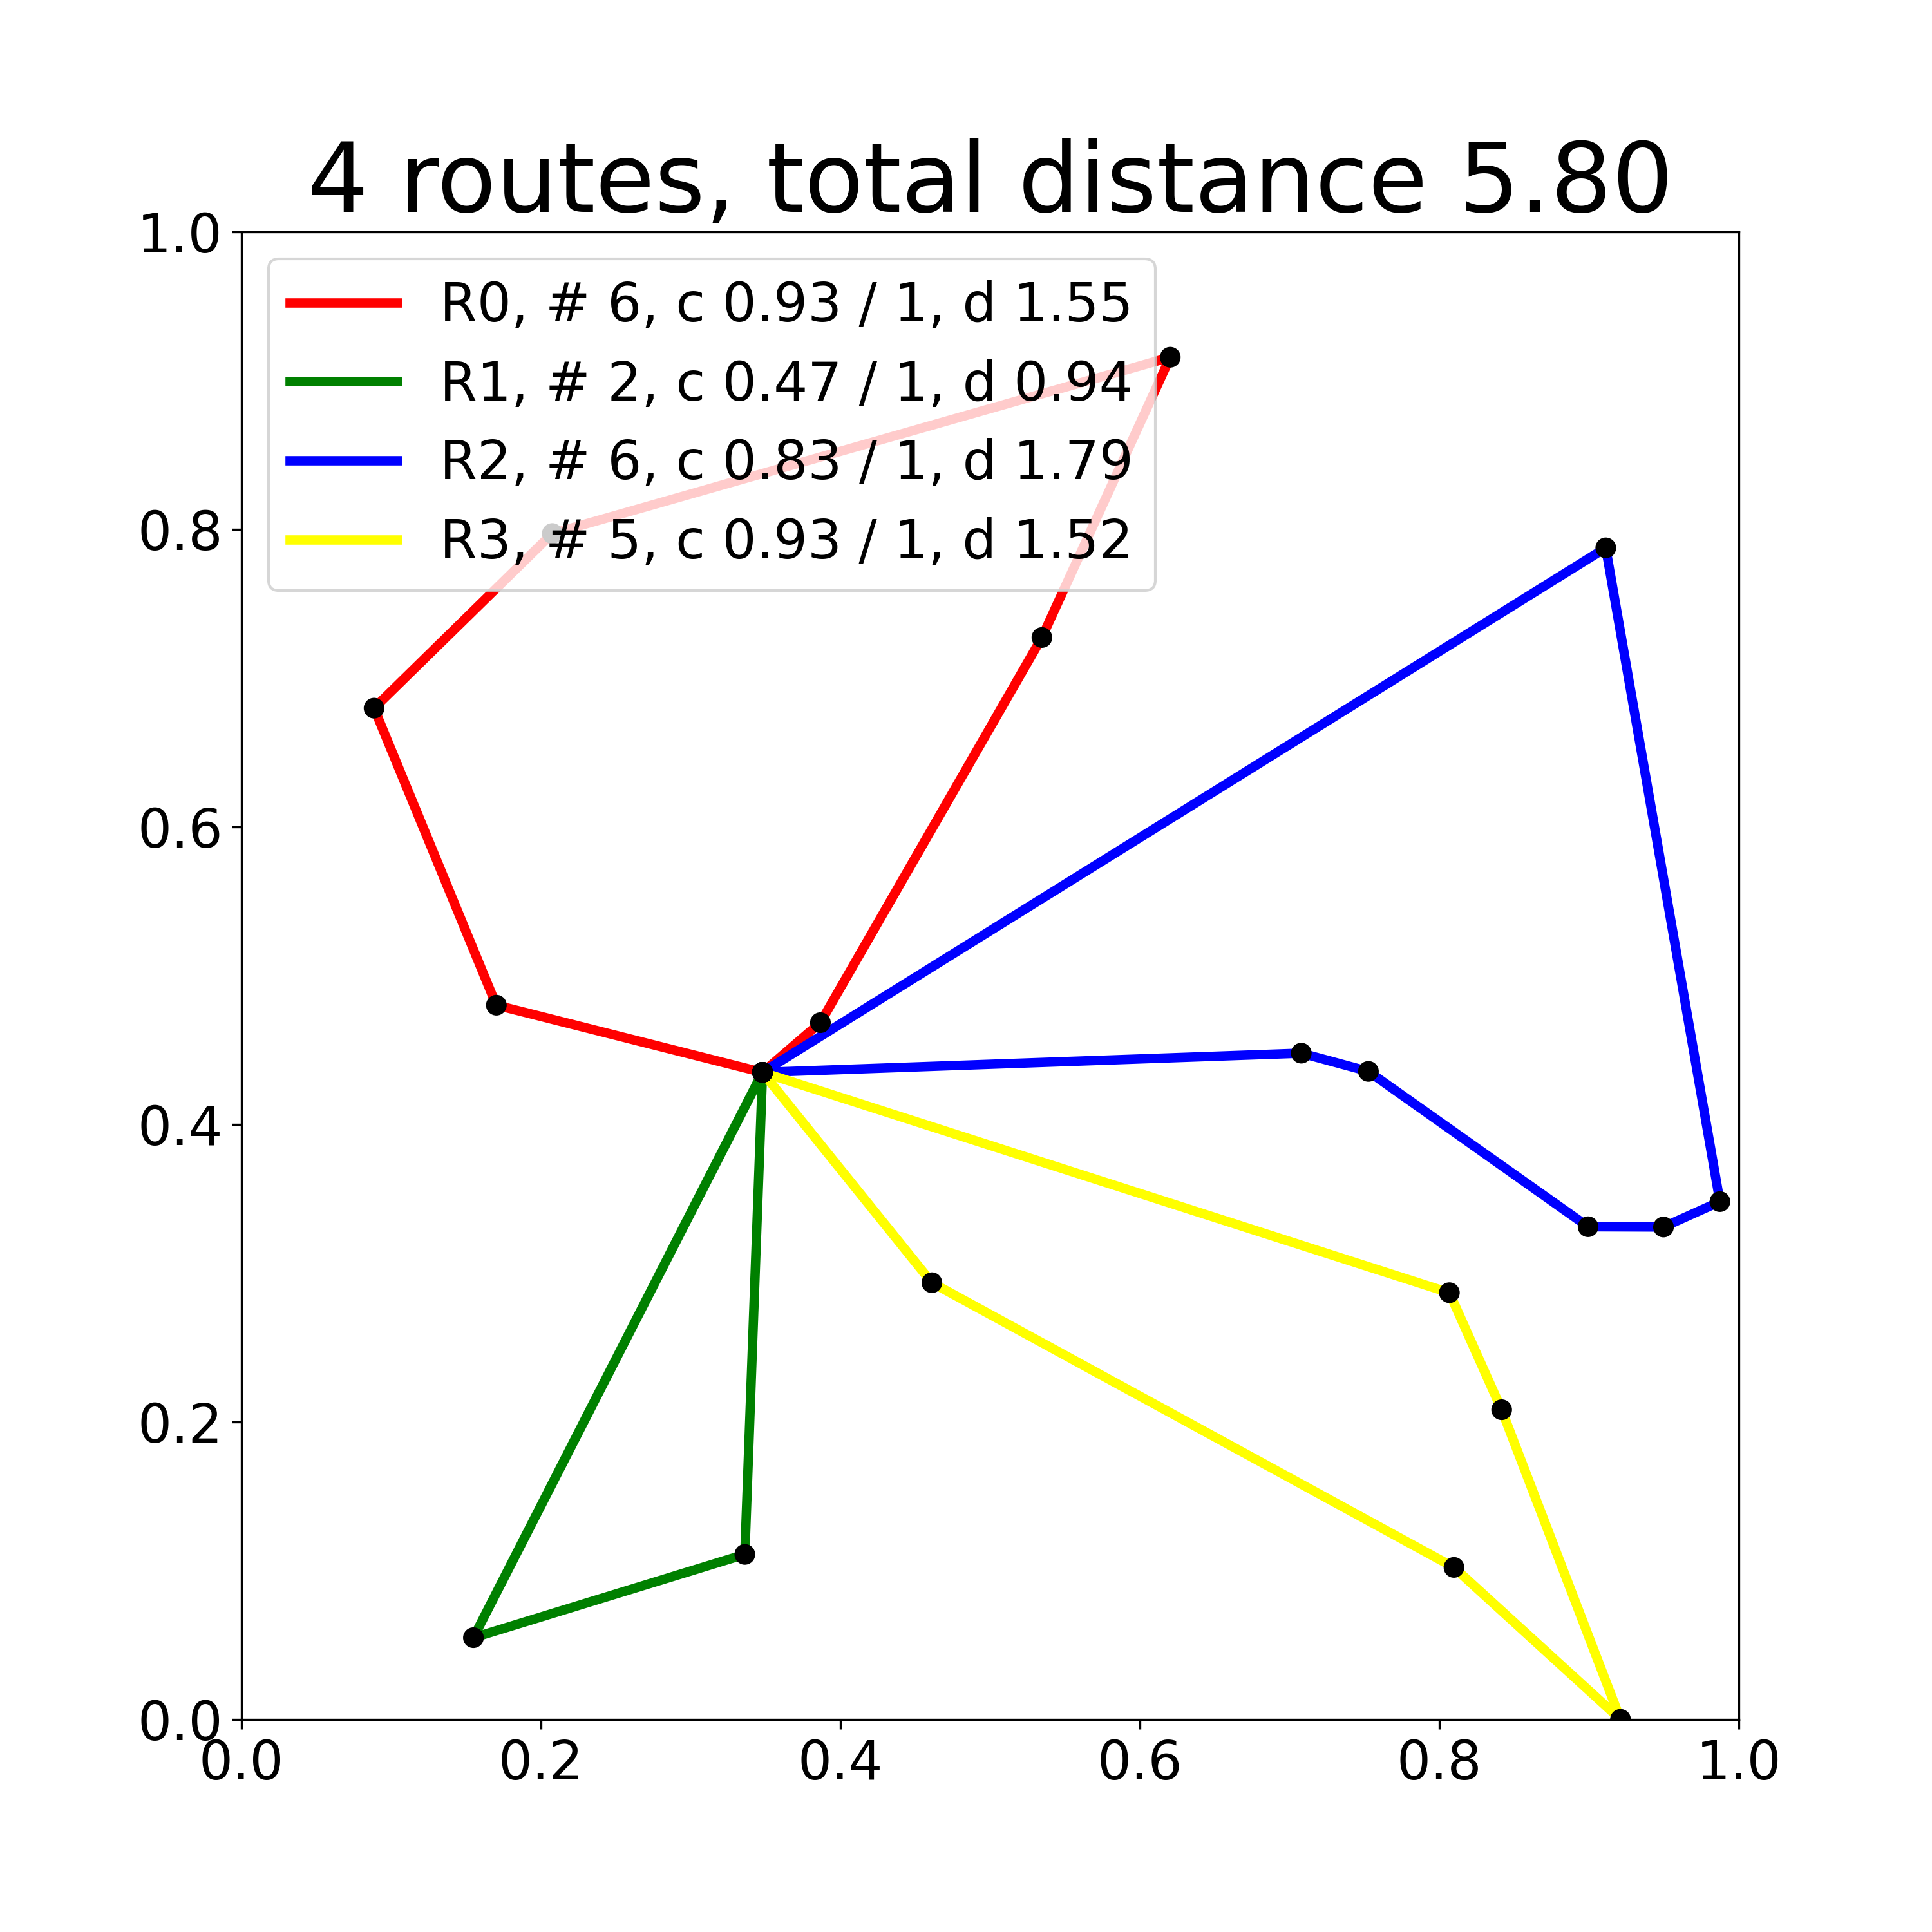 4 routes, total distance 5.80
1.0
R0, # 6, c 0.93 / 1, d 1.55
R1, # 2, c 0.47 / 1, d 0.94
R2, # 6, c 0.83 / 1, d 1.79
R3, # 5, c 0.93 / 1, d 1.52
0.8
0.6
0.4
0.2
0.0
0.0 0.2 0.4 0.6 0.8 1.0